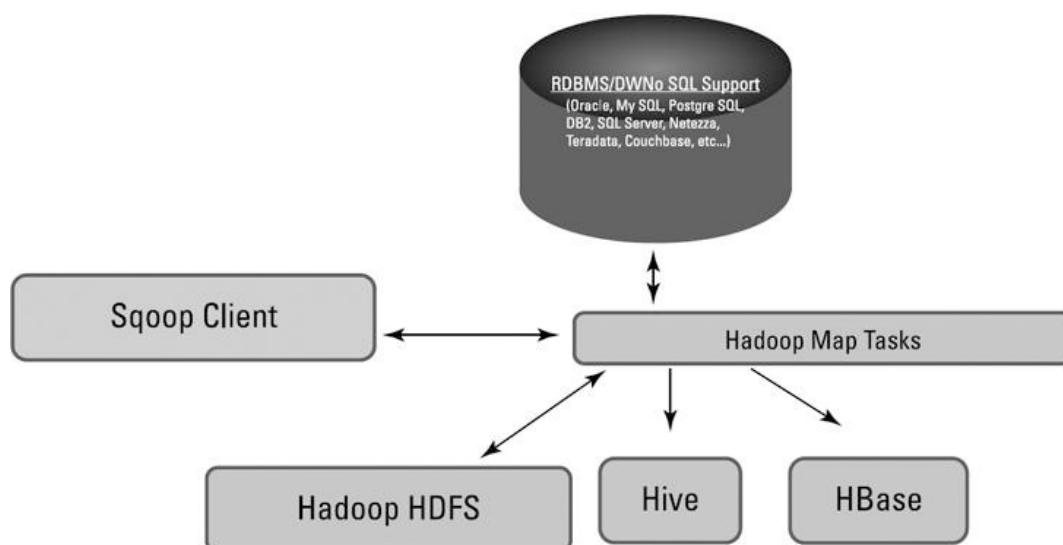 RDBMS/DWNo SQL Support
(Oracle, My SQL, Postgre SQL,
DB2, SQL Server, Netezza,
Teradata, Couchbase, etc...)
Sqoop Client
Hadoop Map Tasks
Hadoop HDFS
Hive
HBase